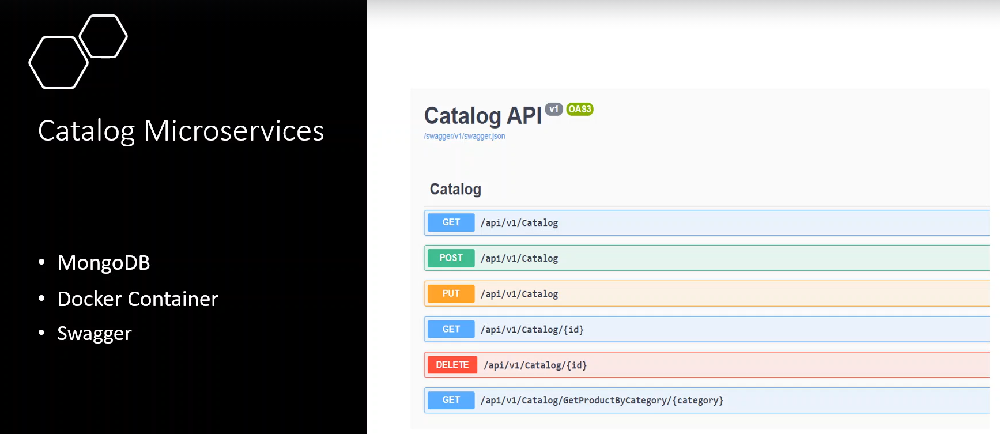 Catalog Microservices
• MongoDB
• Docker Container
• Swagger
Catalog API v1 OAS3
/swagger/v1/swagger.json
Catalog
GET /api/v1/Catalog
POST /api/v1/Catalog
PUT /api/v1/Catalog
GET /api/v1/Catalog/{id}
DELETE /api/v1/Catalog/{id}
GET /api/v1/Catalog/GetProductByCategory/{category}